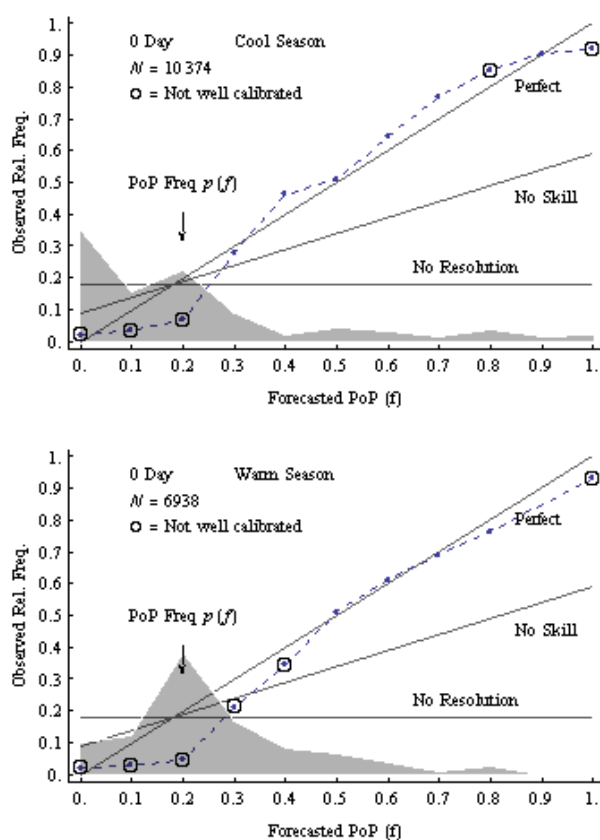 0 Day Cool Season
N = 10 374
O = Not well calibrated
Perfect
PoP Freq p(f)
No Skill
No Resolution
Observed Rel. Freq.
1.
0.9
0.8
0.7
0.6
0.5
0.4
0.3
0.2
0.1
0.
0. 0.1 0.2 0.3 0.4 0.5 0.6 0.7 0.8 0.9 1.
Forecasted PoP (f)
0 Day Warm Season
N = 6938
O = Not well calibrated
Perfect
PoP Freq p(f)
No Skill
No Resolution
Observed Rel. Freq.
1.
0.9
0.8
0.7
0.6
0.5
0.4
0.3
0.2
0.1
0.
0. 0.1 0.2 0.3 0.4 0.5 0.6 0.7 0.8 0.9 1.
Forecasted PoP (f)